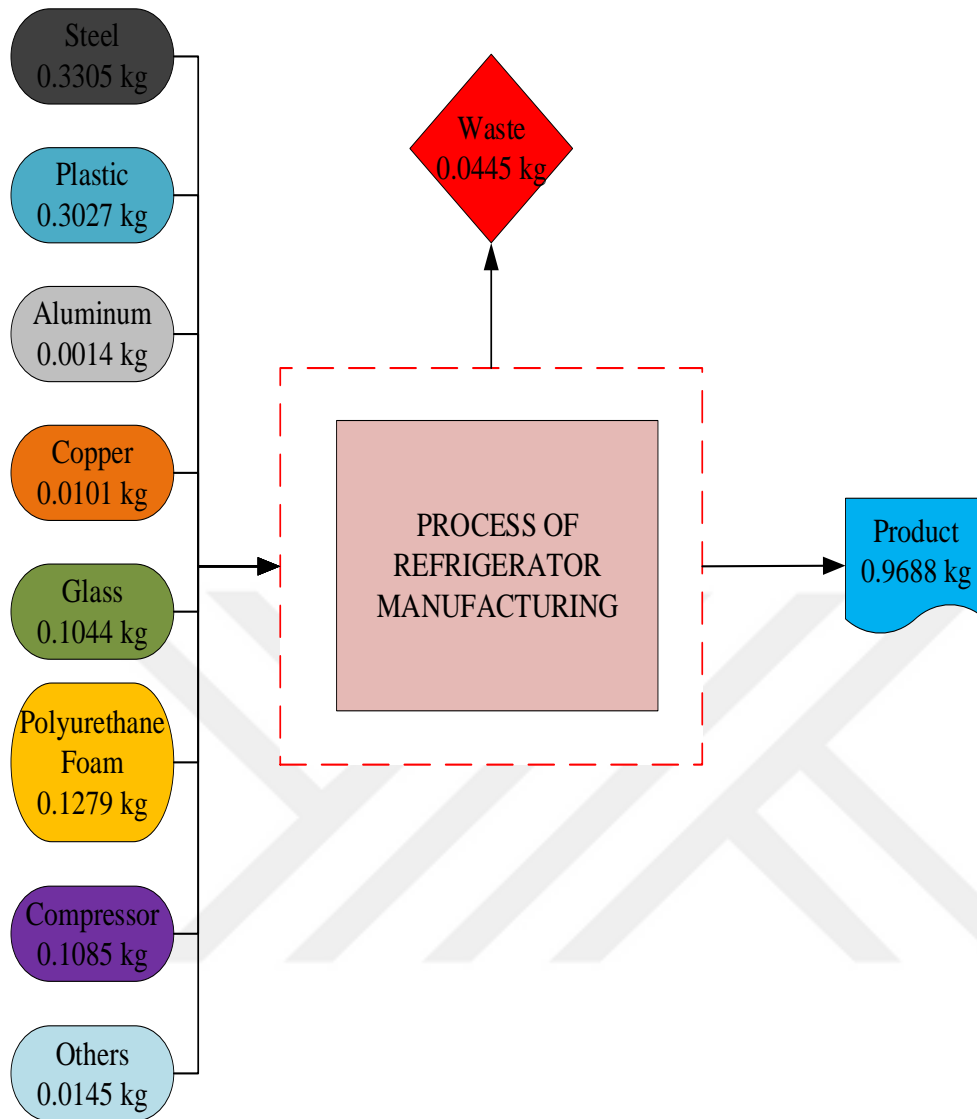 Steel
0.3305 kg
Plastic
0.3027 kg
Aluminum
0.0014 kg
Copper
0.0101 kg
Glass
0.1044 kg
Polyurethane
Foam
0.1279 kg
Compressor
0.1085 kg
Others
0.0145 kg
Waste
0.0445 kg
PROCESS OF
REFRIGERATOR
MANUFACTURING
Product
0.9688 kg